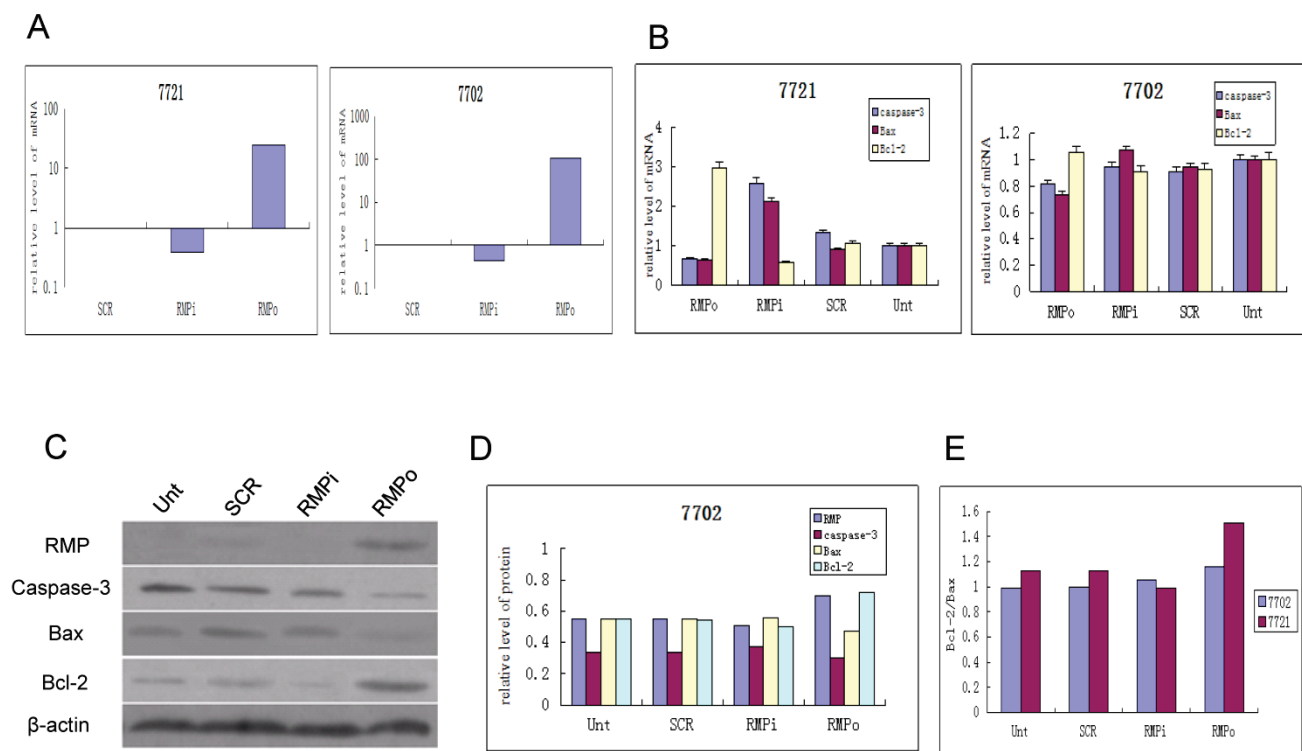 A
7721
relative level of mRNA
100
10
1
0.1
SCR RMPi RMPo
7702
relative level of mRNA
1000
100
10
1
0.1
SCR RMPi RMPo
B
7721
caspase-3
Bax
Bcl-2
relative level of mRNA
4
3
2
1
0
RMPo RMPi SCR Unt
7702
caspase-3
Bax
Bcl-2
relative level of mRNA
1.2
1
0.8
0.6
0.4
0.2
0
RMPo RMPi SCR Unt
C
Unt SCR RMPi RMPo
RMP
Caspase-3
Bax
Bcl-2
β-actin
D
7702
RMP
caspase-3
Bax
Bcl-2
relative level of protein
1
0.8
0.6
0.4
0.2
0
Unt SCR RMPi RMPo
E
Bcl-2/Bax
1.6
1.4
1.2
1
0.8
0.6
0.4
0.2
0
Unt SCR RMPi RMPo
7702
7721